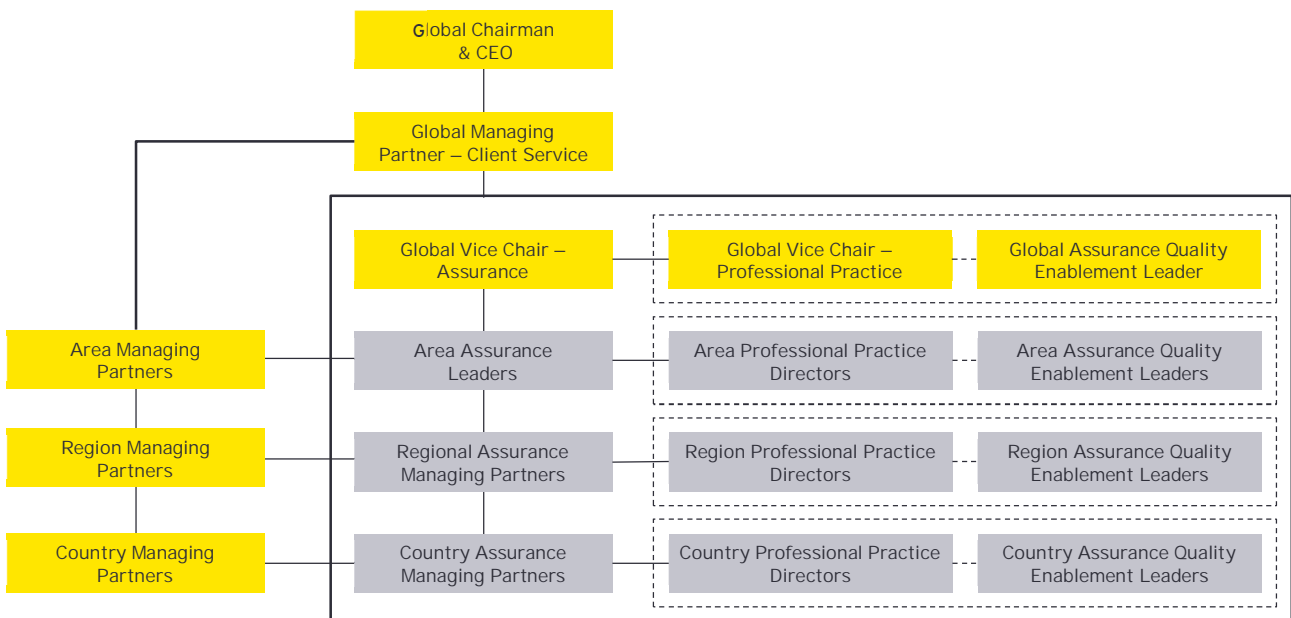 Global Chairman
& CEO
Global Managing
Partner – Client Service
Global Vice Chair –
Assurance
Global Vice Chair –
Professional Practice
Global Assurance Quality
Enablement Leader
Area Managing
Partners
Area Assurance
Leaders
Area Professional Practice
Directors
Area Assurance Quality
Enablement Leaders
Region Managing
Partners
Regional Assurance
Managing Partners
Region Professional Practice
Directors
Region Assurance Quality
Enablement Leaders
Country Managing
Partners
Country Assurance
Managing Partners
Country Professional Practice
Directors
Country Assurance Quality
Enablement Leaders